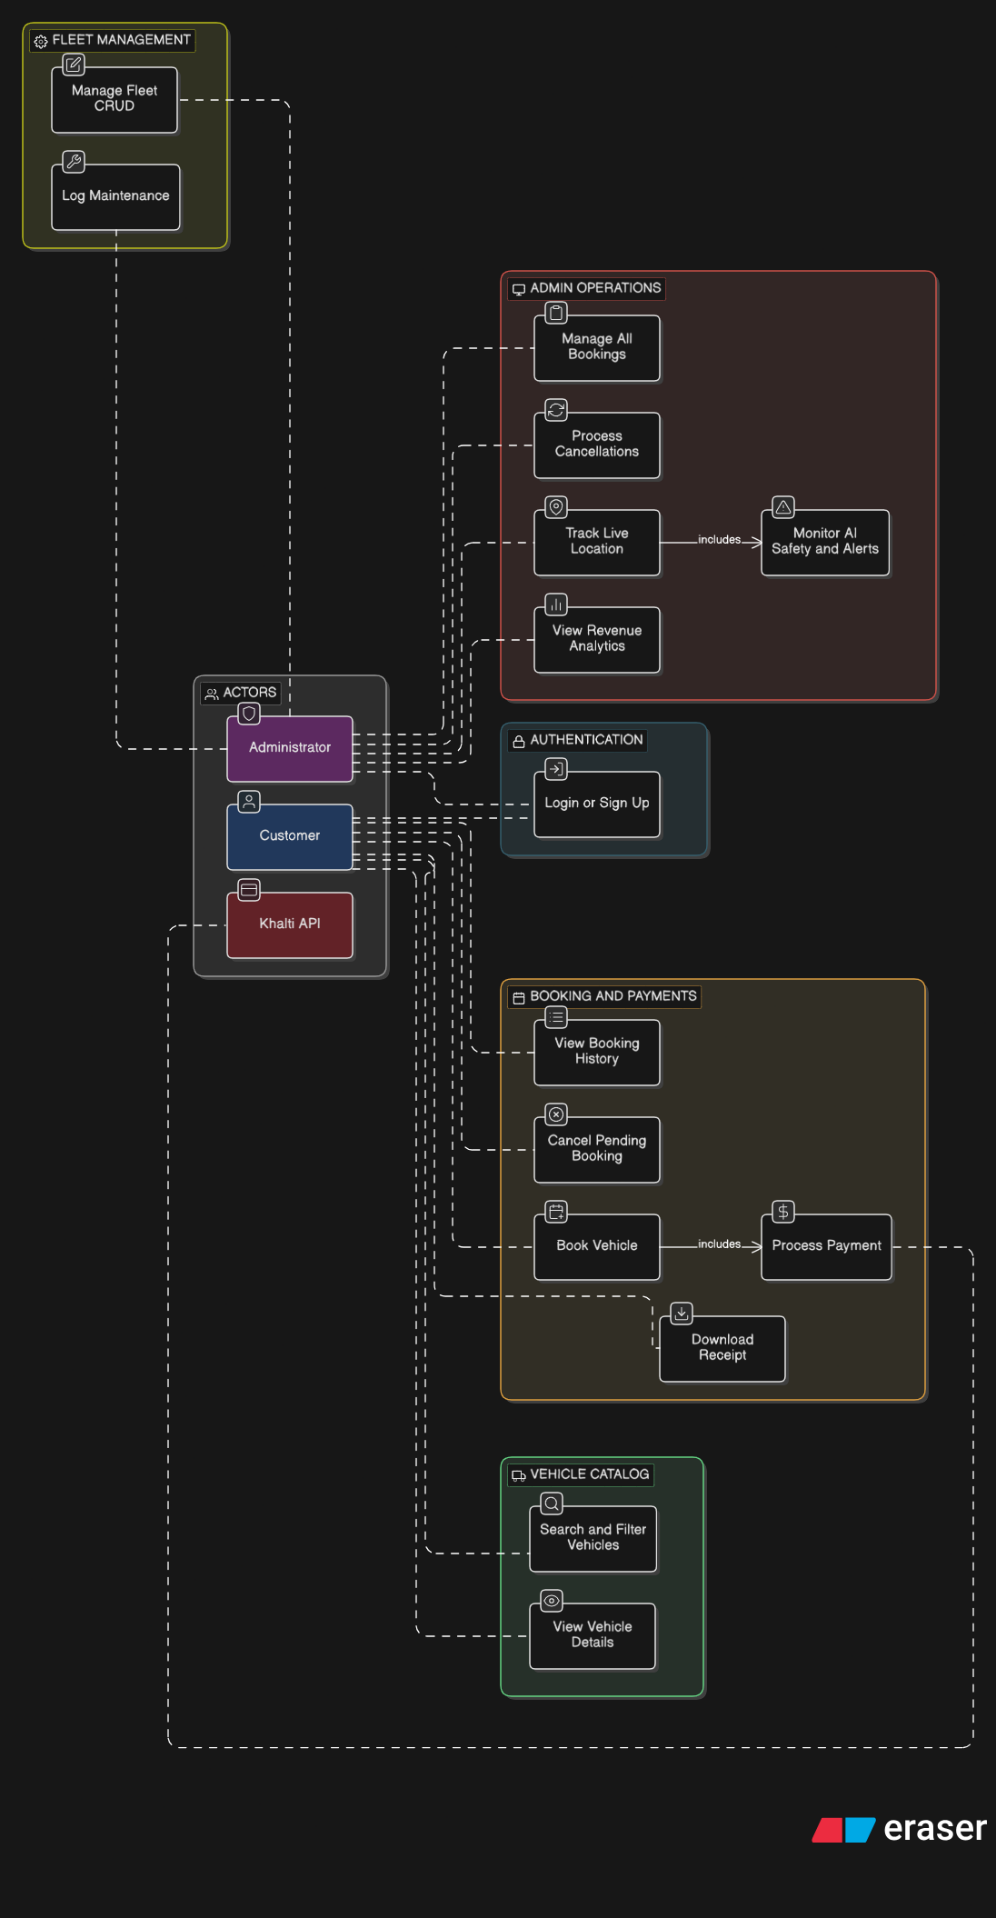 FLEET MANAGEMENT
Manage Fleet
CRUD
Log Maintenance
ADMIN OPERATIONS
Manage All
Bookings
Process
Cancellations
Track Live
Location
includes
Monitor AI
Safety and Alerts
View Revenue
Analytics
ACTORS
Administrator
Customer
Khalti API
AUTHENTICATION
Login or Sign Up
BOOKING AND PAYMENTS
View Booking
History
Cancel Pending
Booking
Book Vehicle
includes
Process Payment
Download
Receipt
VEHICLE CATALOG
Search and Filter
Vehicles
View Vehicle
Details
eraser